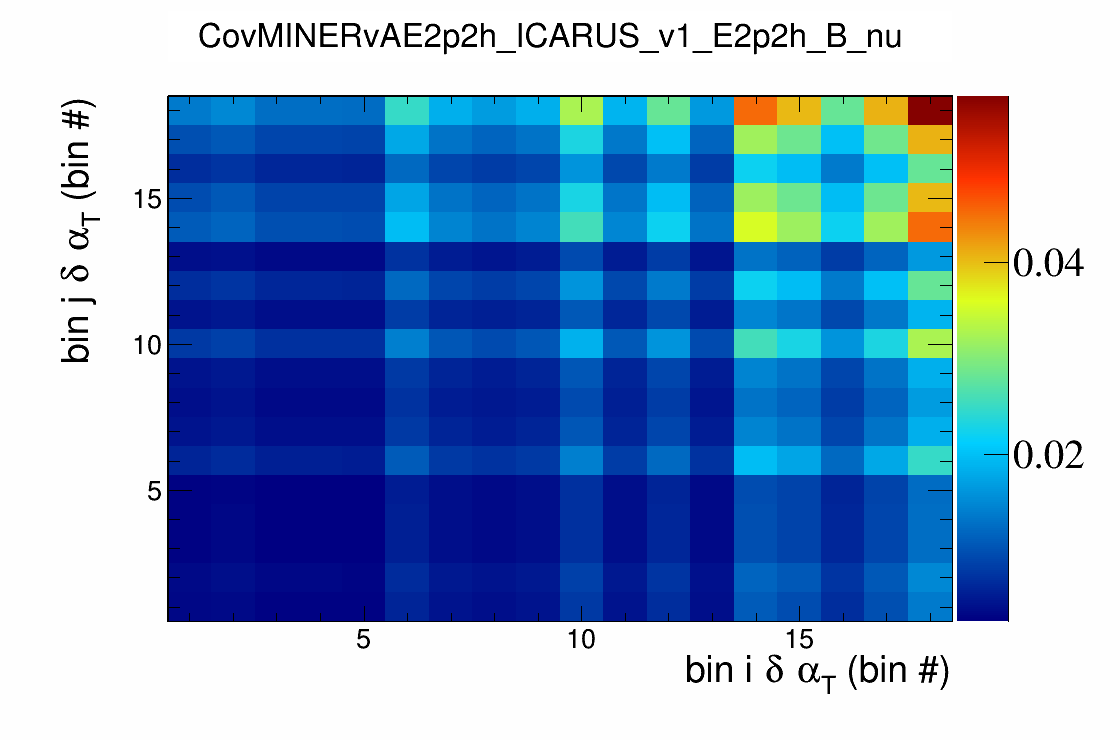 CovMINERvAE2p2h_ICARUS_v1_E2p2h_B_nu
bin j δ α_T (bin #)
15
10
5
5
10
15
bin i δ α_T (bin #)
0.04
0.02